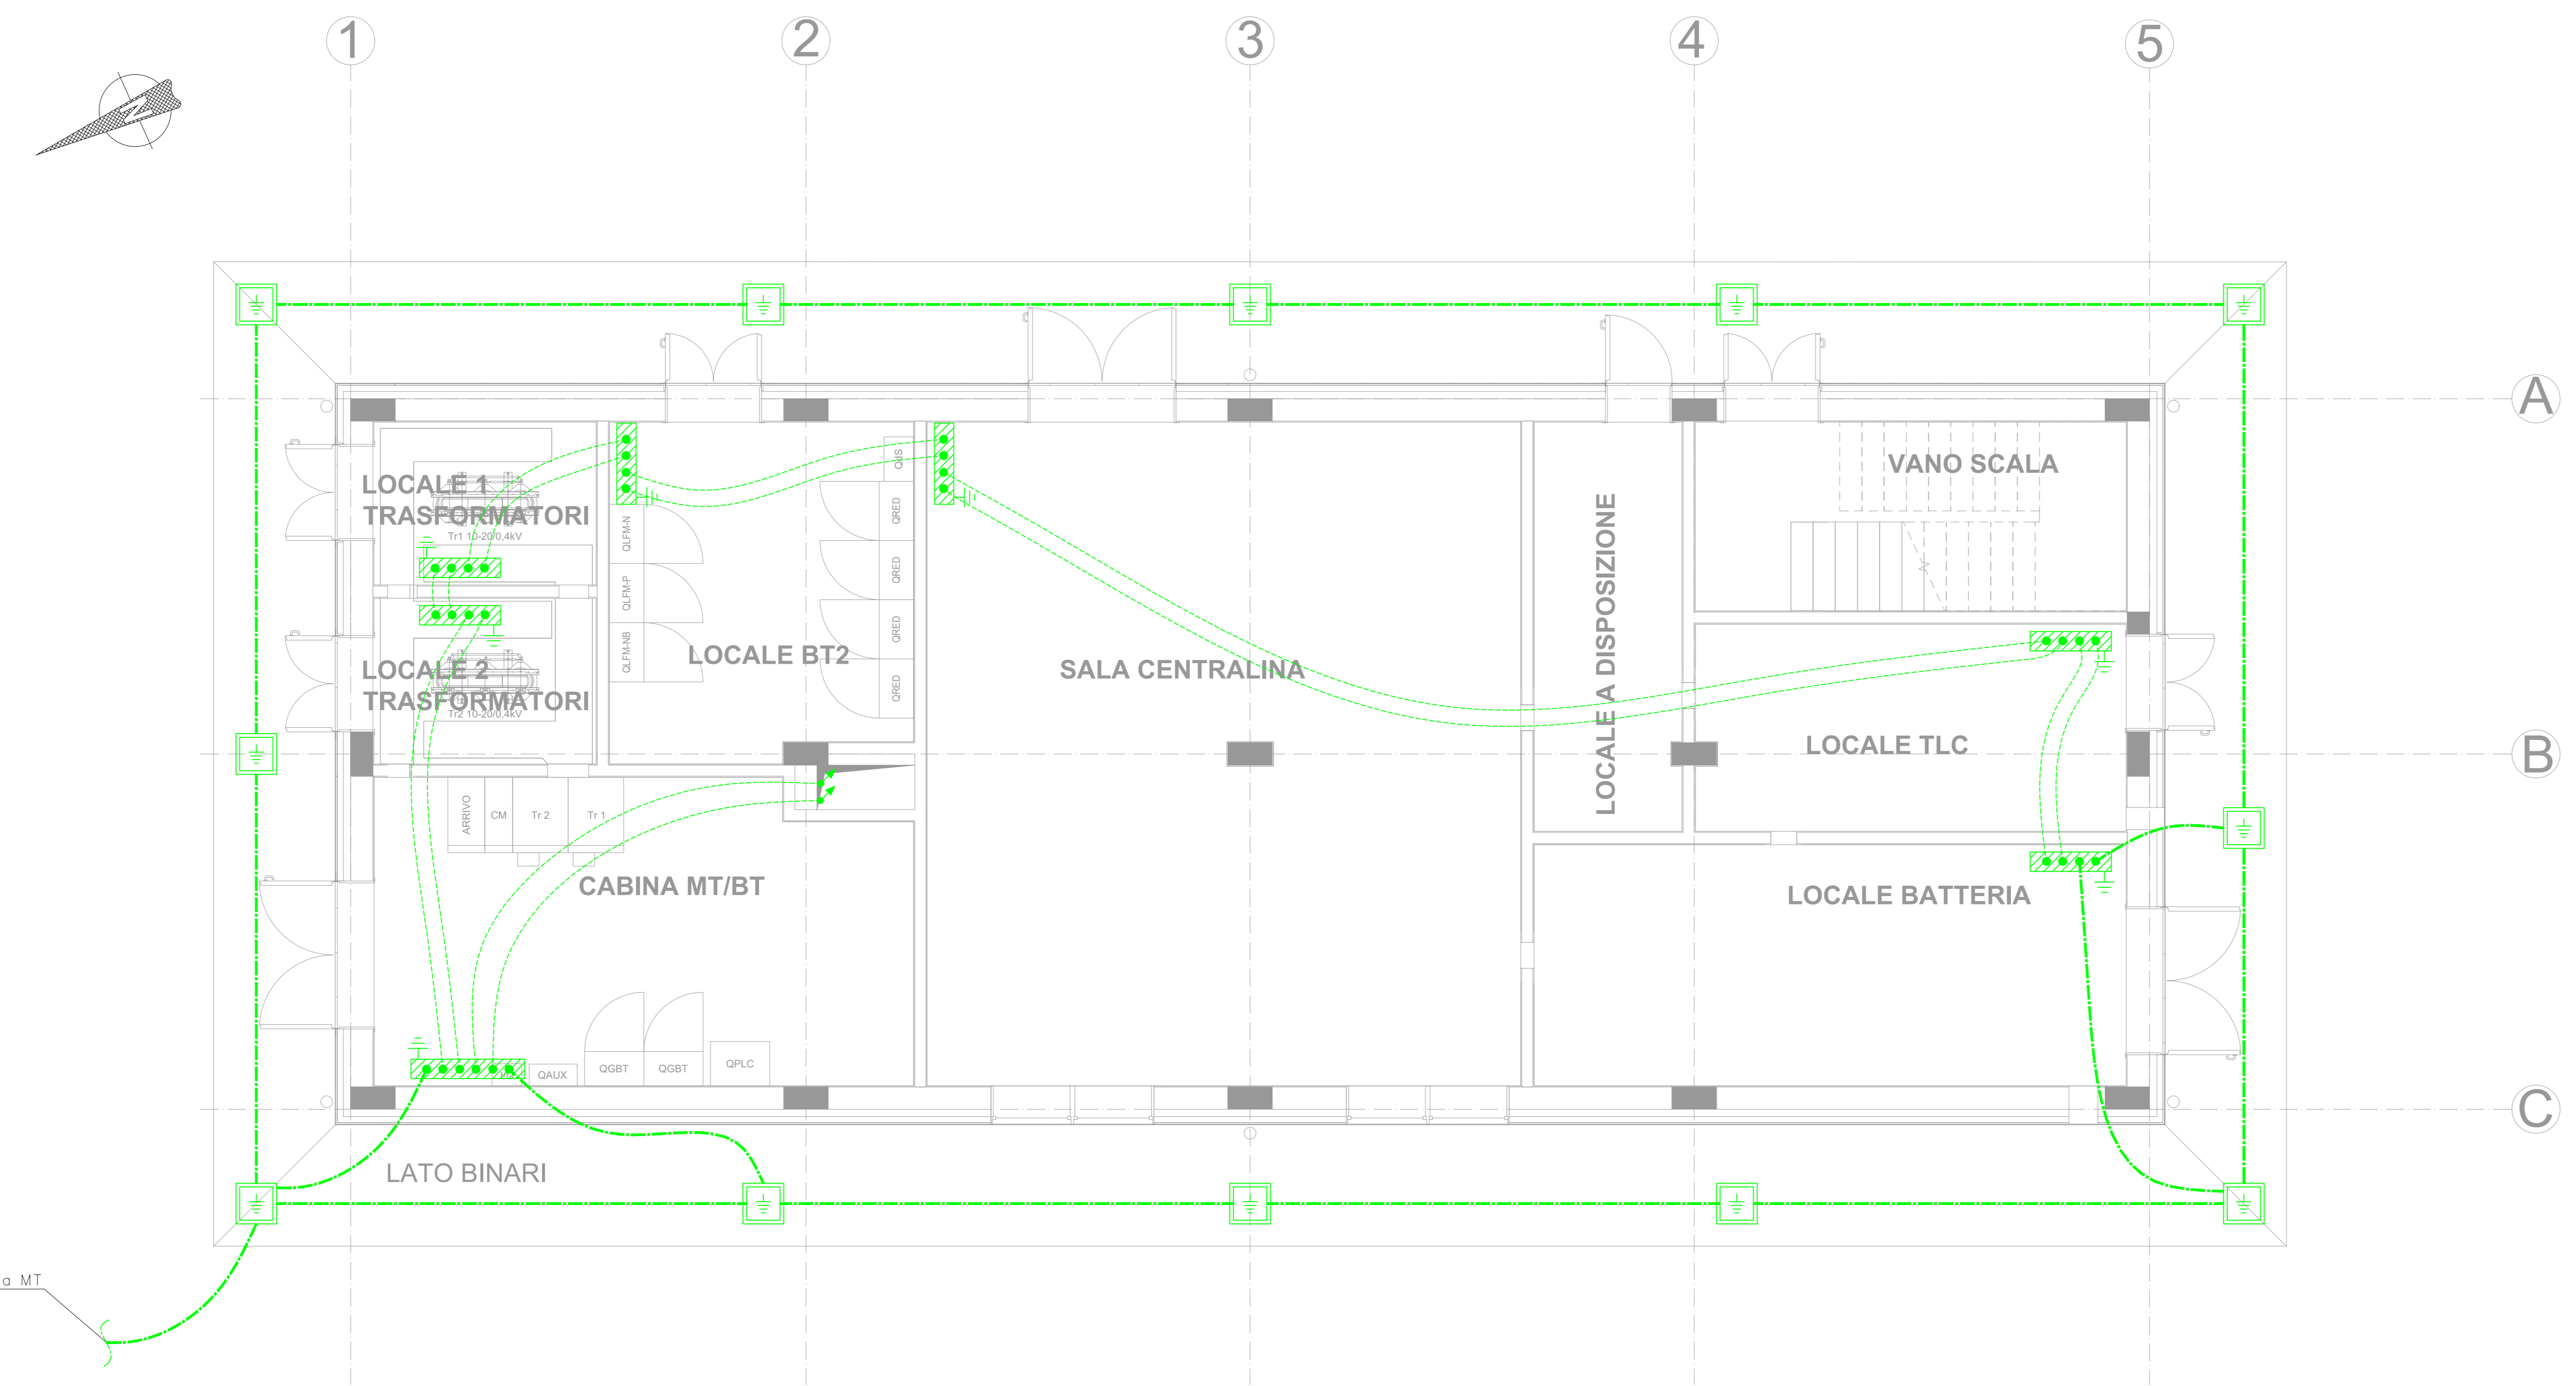 1
2
3
4
5
N
A
B
C
LOCALE 1
TRASFORMATORI
Tr1 10-20/0,4kV
LOCALE 2
TRASFORMATORI
Tr2 10-20/0,4kV
QLFM-N
QLFM-P
QLFM-NB
LOCALE BT2
QdS
QRED
QRED
QRED
QRED
SALA CENTRALINA
LOCALE A DISPOSIZIONE
VANO SCALA
LOCALE TLC
LOCALE BATTERIA
ARRIVO
CM
Tr 2
Tr 1
CABINA MT/BT
QAUX
QGBT
QGBT
QPLC
LATO BINARI
a MT